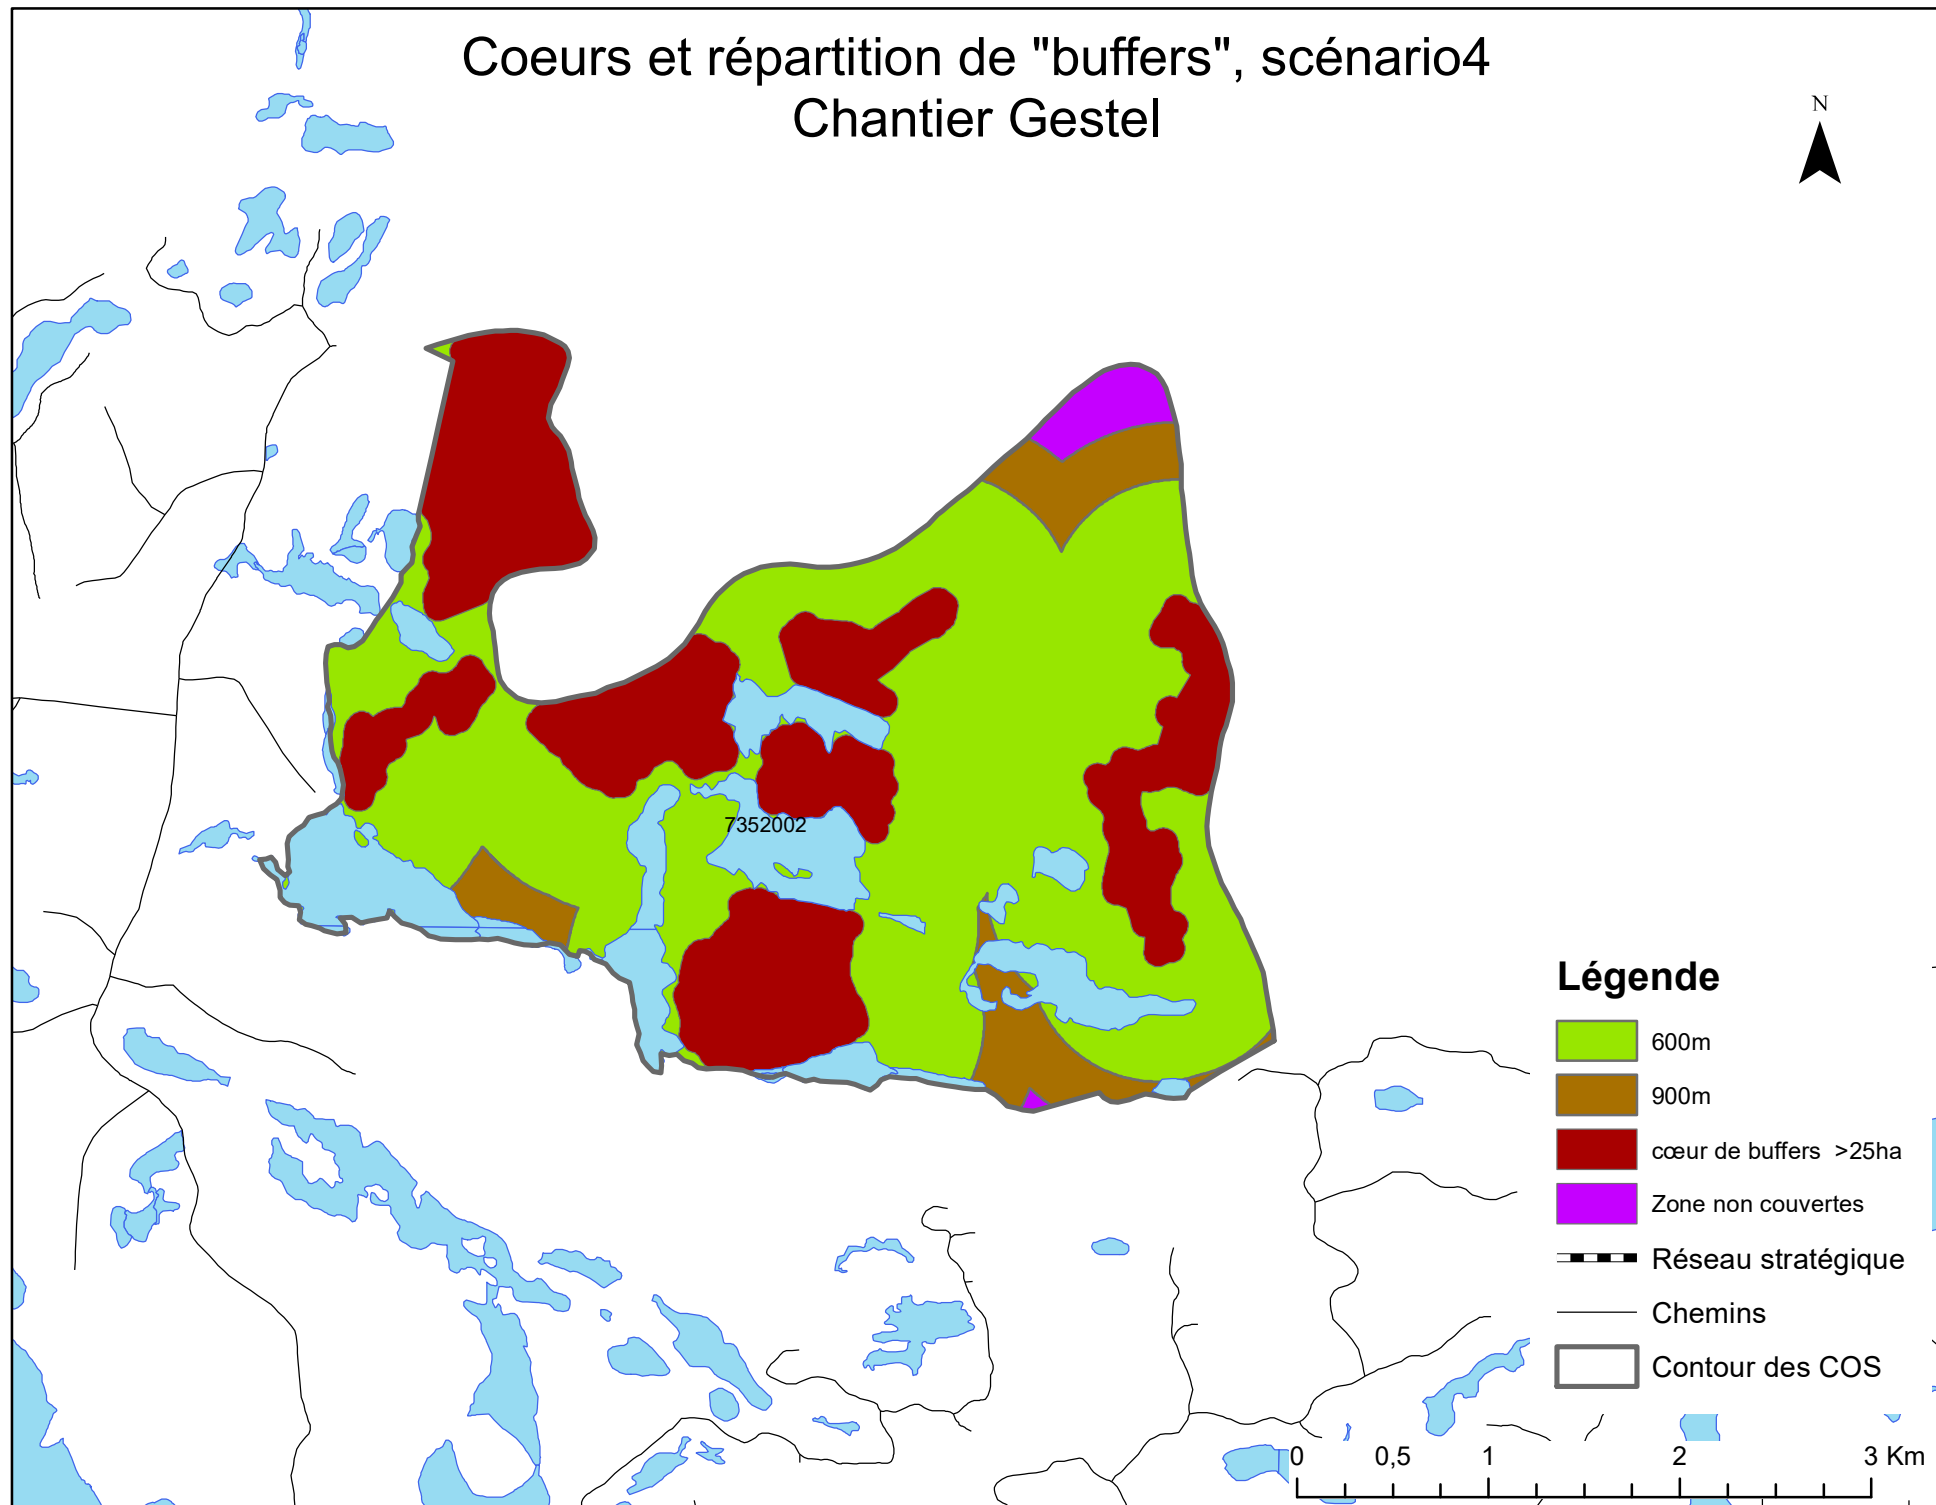 Coeurs et répartition de "buffers", scénario4
Chantier Gestel
N
7352002
Légende
600m
900m
cœur de buffers >25ha
Zone non couvertes
Réseau stratégique
Chemins
Contour des COS
0 0,5 1 2 3 Km